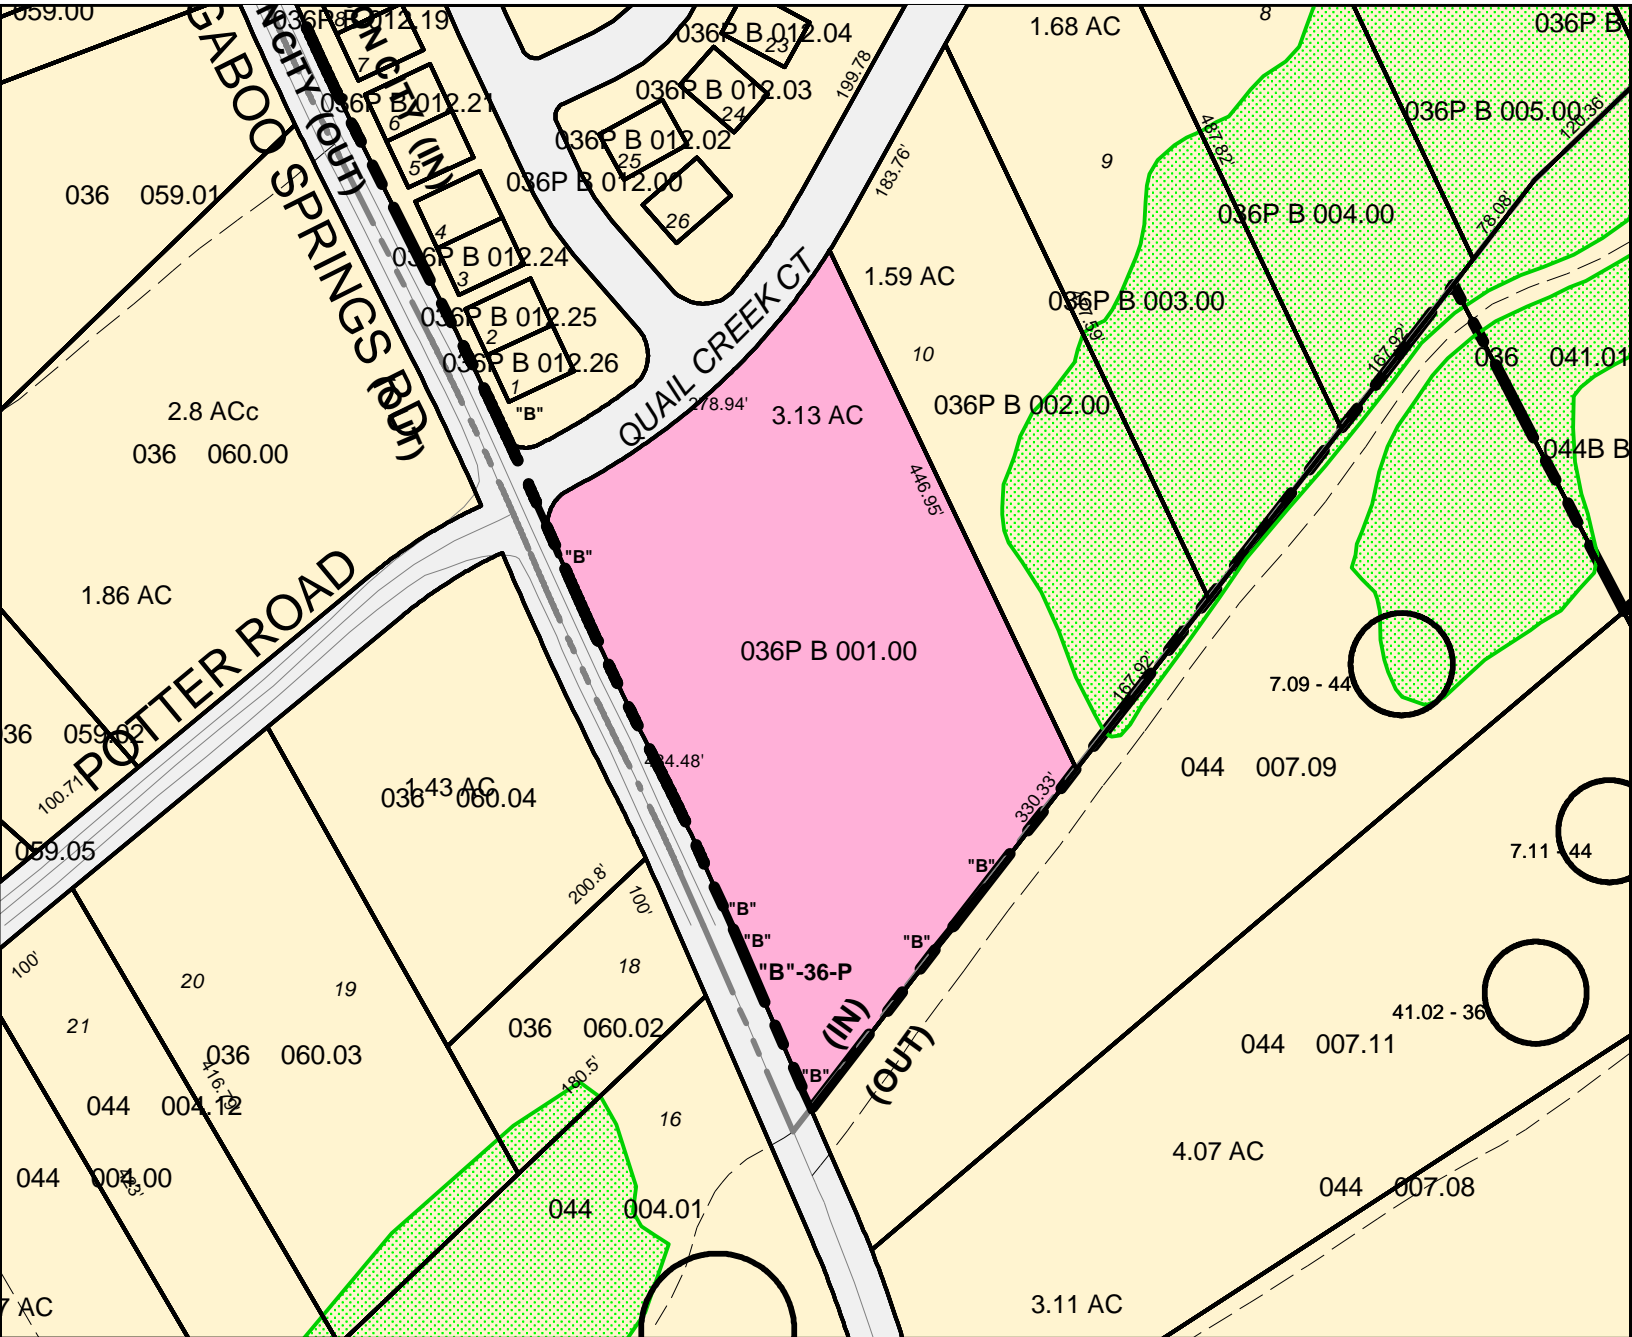 059.00
036P B 012.19
036P B 012.04
23
1.68 AC
8
036P B
N CITY (OUT)
ON CITY (IN)
GABOO SPRINGS RD
(OUT)
7
036P B 012.21
6
036P B 012.03
24
199.78
036P B 005.00
120.36'
036P B 012.02
25
487.82'
9
5
036 059.01
036P B 012.00
183.76'
26
036P B 004.00
78.08'
4
036P B 012.24
3
1.59 AC
036P B 003.00
036P B 012.25
2
QUAIL CREEK CT
10
167.92
036 041.01
036P B 012.26
1
"B"
2.8 ACc
278.94'
3.13 AC
036P B 002.00
036 060.00
044B B
446.95'
"B"
1.86 AC
POTTER ROAD
036P B 001.00
167.92'
7.09 - 44
36 059.02
100.71
044 007.09
1.43 AC
036 060.04
330.33'
059.05
7.11 - 44
"B"
200.8'
100'
"B"
"B"
"B"
100'
20
19
18
"B"-36-P
21
(IN)
(OUT)
41.02 - 36
036 060.02
036 060.03
044 007.11
416.79'
180.5'
"B"
044 004.12
16
4.07 AC
044 004.00
044 007.08
044 004.01
7 AC
3.11 AC